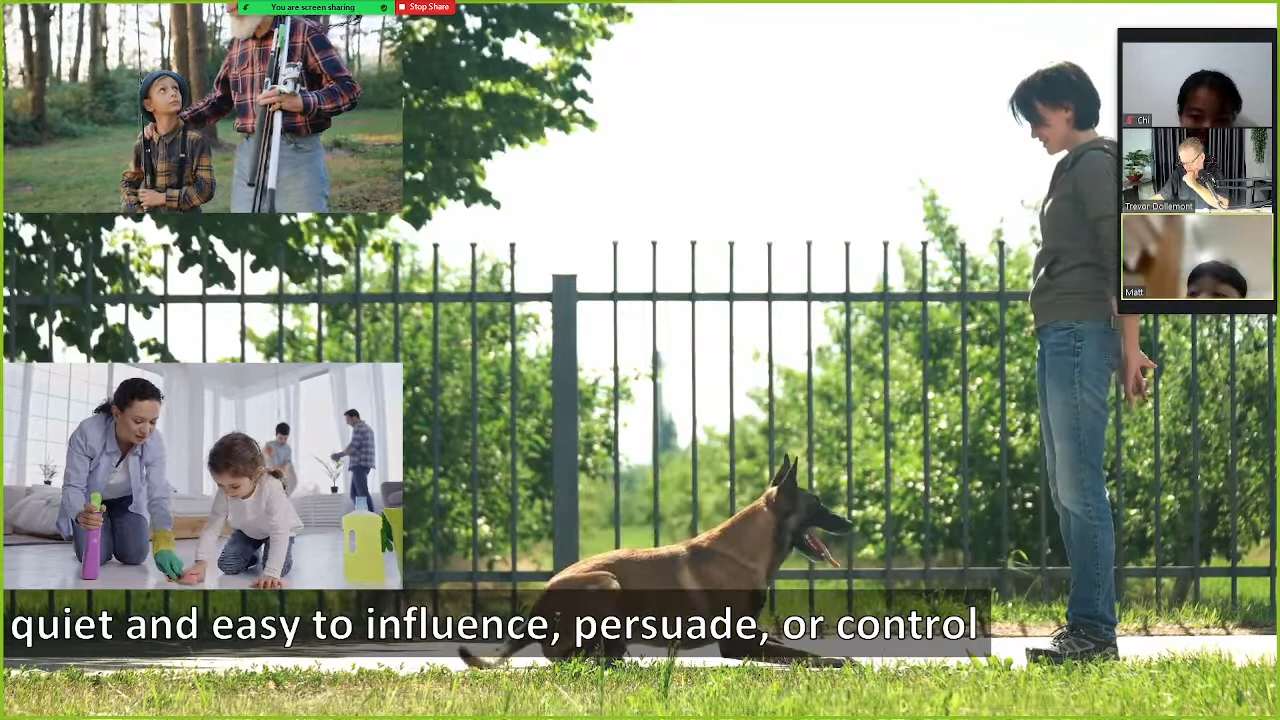 You are screen sharing
Stop Share
Chi
Trevor Dollemont
Matt
quiet and easy to influence, persuade, or control